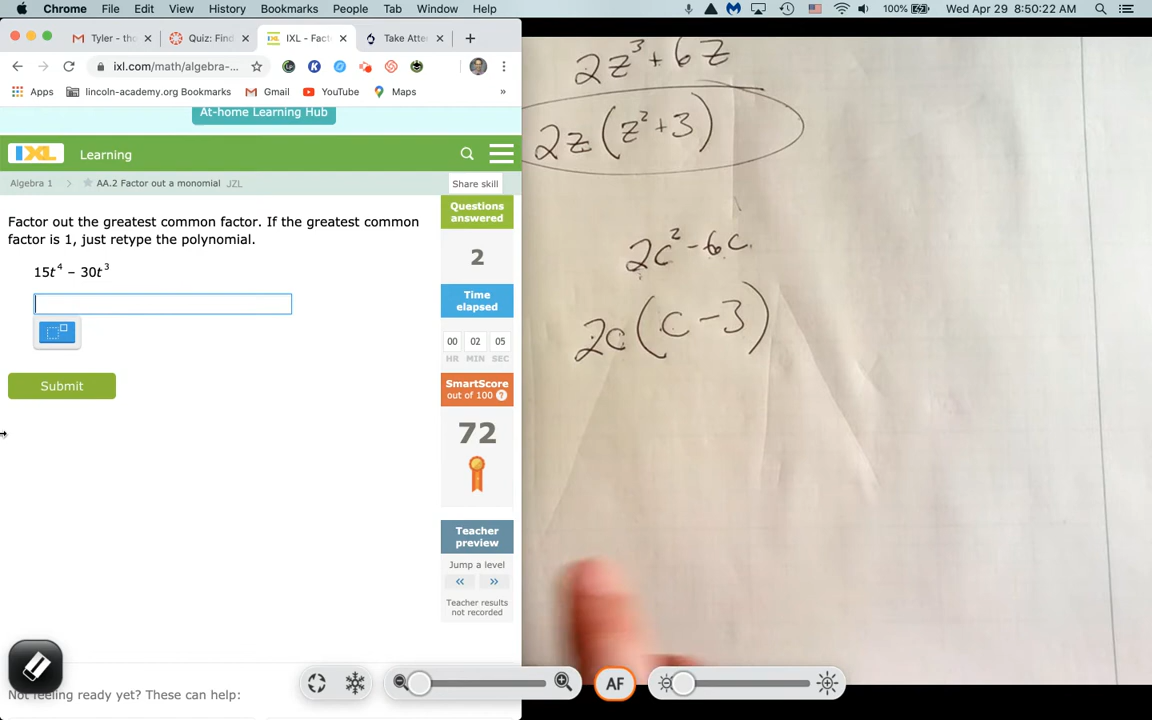 Chrome File Edit View History Bookmarks People Tab Window Help 100% Wed Apr 29 8:50:22 AM
Tyler - tho Quiz: Find IXL - Fact Take Atte
ixl.com/math/algebra-...
Apps lincoln-academy.org Bookmarks Gmail YouTube Maps »
At-home Learning Hub
IXL Learning
Algebra 1 > AA.2 Factor out a monomial JZL
Share skill
Factor out the greatest common factor. If the greatest common
factor is 1, just retype the polynomial.
15t⁴ – 30t³
Submit
Questions
answered
2
Time
elapsed
00 02 05
HR MIN SEC
SmartScore
out of 100 ?
72
Teacher
preview
Jump a level
« »
Teacher results
not recorded
Not feeling ready yet? These can help:
2z³+6z
2z(z²+3)
2c²-6c
2c(c-3)
AF